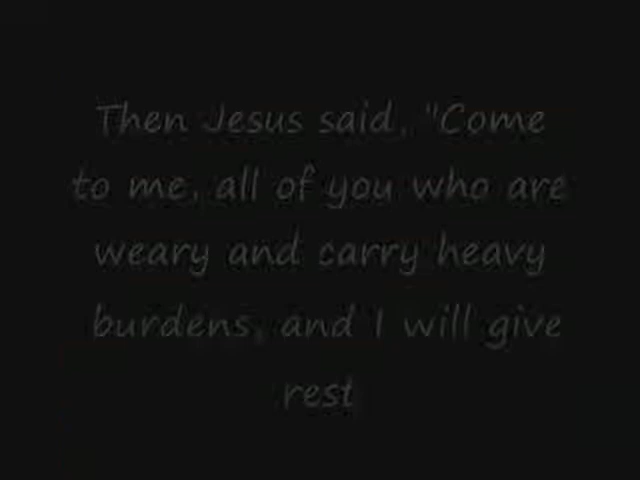 Then Jesus said, "Come
to me, all of you who are
weary and carry heavy
burdens, and I will give
rest